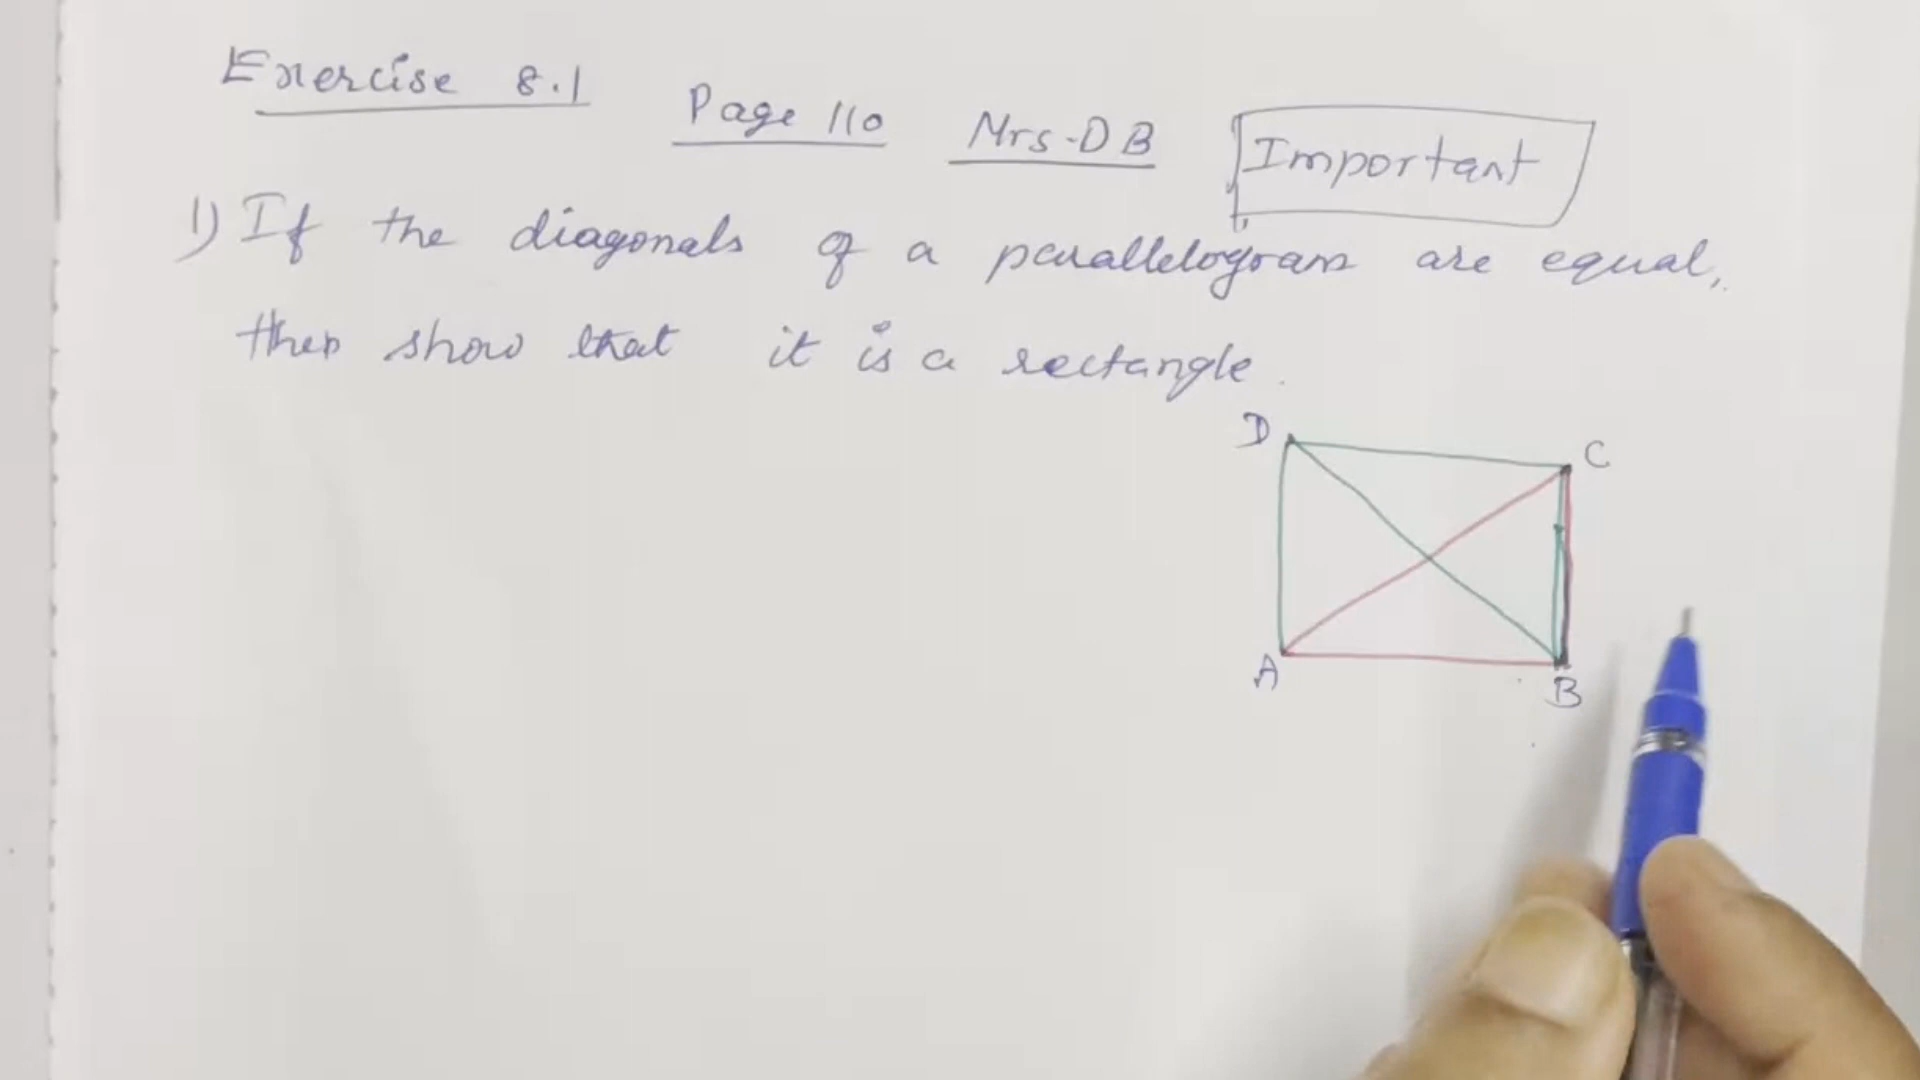 Exercise 8.1 Page 110 Mrs-DB Important
1) If the diagonals of a parallelogram are equal,
then show that it is a rectangle.
D C
A B